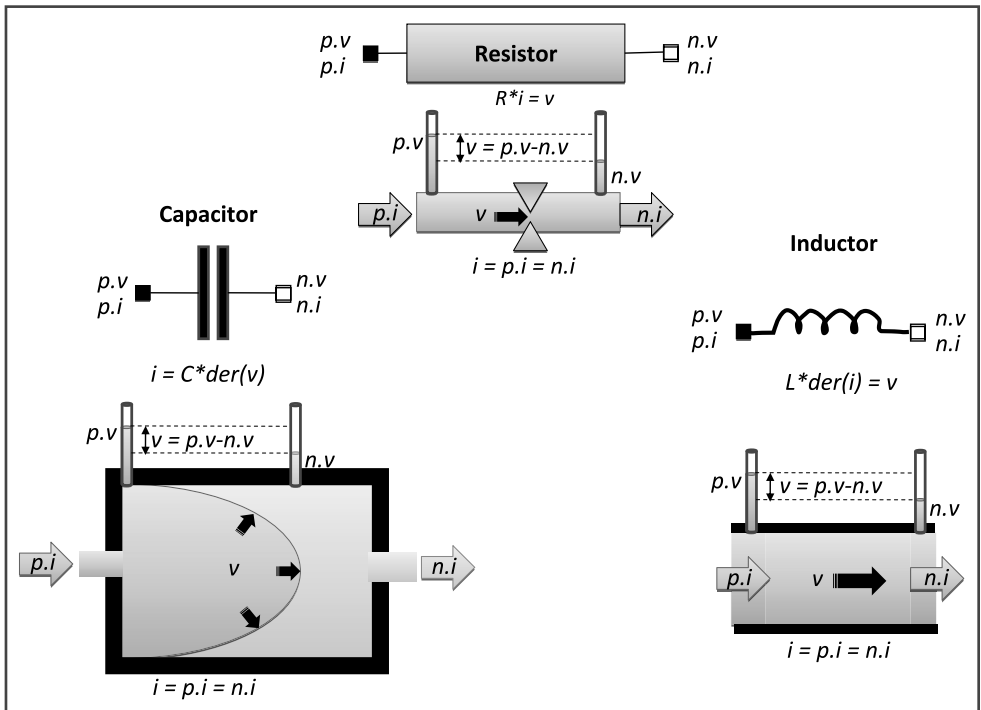 p.v
p.i
Resistor
n.v
n.i
R*i = v
p.v
v = p.v-n.v
n.v
p.i
v
n.i
i = p.i = n.i
Capacitor
p.v
p.i
n.v
n.i
i = C*der(v)
p.v
v = p.v-n.v
n.v
p.i
v
n.i
i = p.i = n.i
Inductor
p.v
p.i
n.v
n.i
L*der(i) = v
p.v
v = p.v-n.v
n.v
p.i
v
n.i
i = p.i = n.i